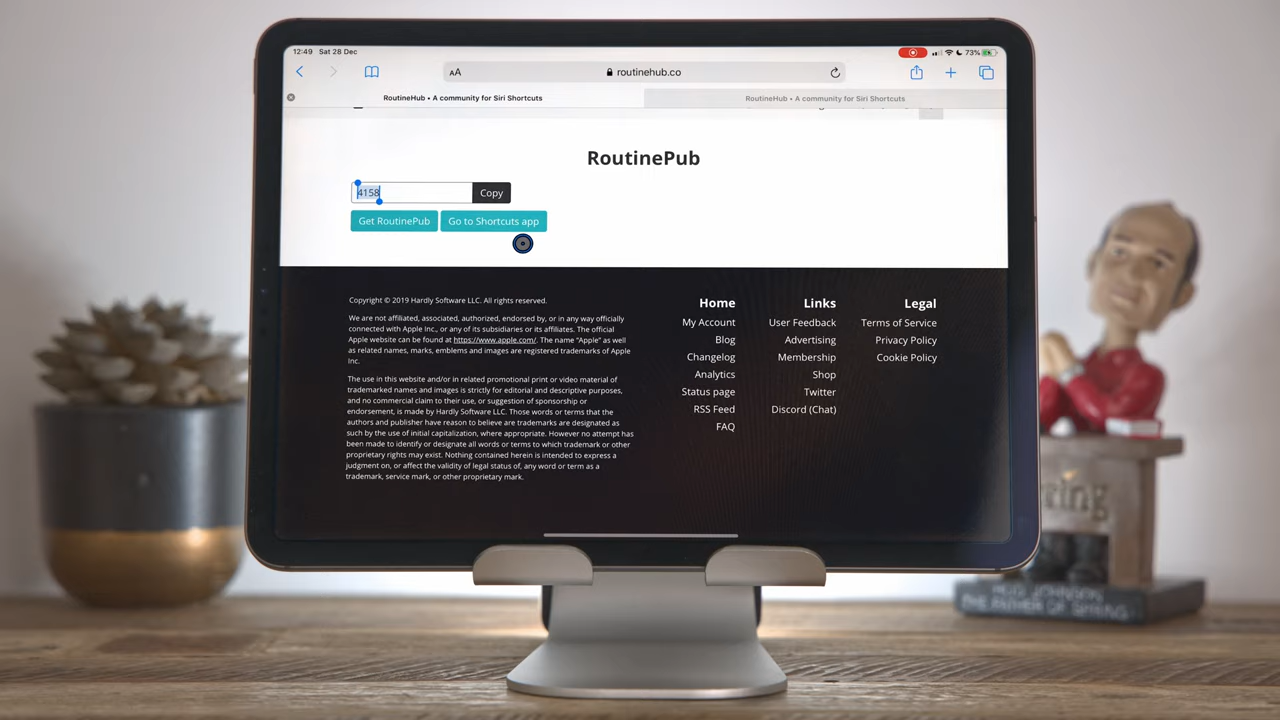 12:49 Sat 28 Dec
73%
AA
routinehub.co
RoutineHub • A community for Siri Shortcuts
RoutineHub • A community for Siri Shortcuts
RoutinePub
4158
Copy
Get RoutinePub
Go to Shortcuts app
Copyright © 2019 Hardly Software LLC. All rights reserved.
We are not affiliated, associated, authorized, endorsed by, or in any way officially
connected with Apple Inc., or any of its subsidiaries or its affiliates. The official
Apple website can be found at https://www.apple.com/. The name "Apple" as well
as related names, marks, emblems and images are registered trademarks of Apple
Inc.
The use in this website and/or in related promotional print or video material of
trademarked names and images is strictly for editorial and descriptive purposes,
and no commercial claim to their use, or suggestion of sponsorship or
endorsement, is made by Hardly Software LLC. Those words or terms that the
authors and publisher have reason to believe are trademarks are designated as
such by the use of initial capitalization, where appropriate. However no attempt has
been made to identify or designate all words or terms to which trademark or other
proprietary rights may exist. Nothing contained herein is intended to express a
judgment on, or affect the validity of legal status of, any word or term as a
trademark, service mark, or other proprietary mark.
Home
My Account
Blog
Changelog
Analytics
Status page
RSS Feed
FAQ
Links
User Feedback
Advertising
Membership
Shop
Twitter
Discord (Chat)
Legal
Terms of Service
Privacy Policy
Cookie Policy
THE FATHER OF SPRING